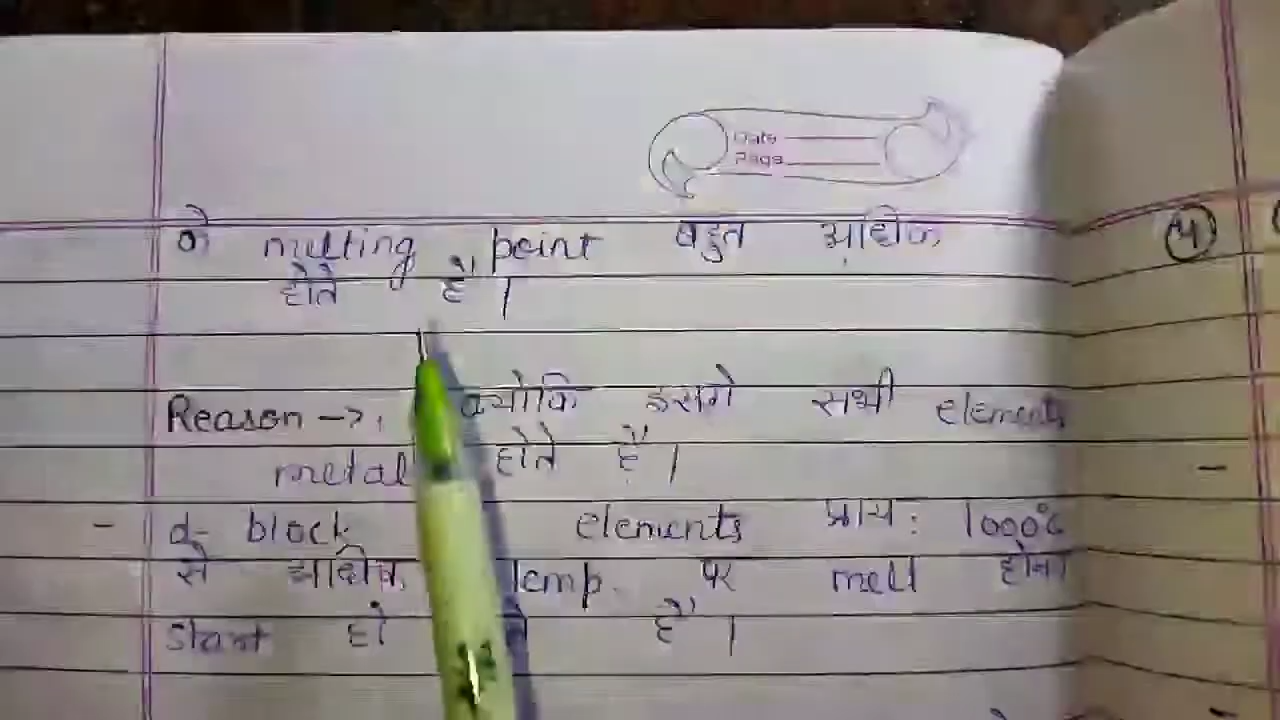 Date
Page
के melting point बहुत अधिक
होते हैं।
४
Reason → क्योकि इसमे सभी elements
metal होते हैं।
- d- block elements प्राय: 1000°C
से अधिक temp. पर melt होना
start हो है।